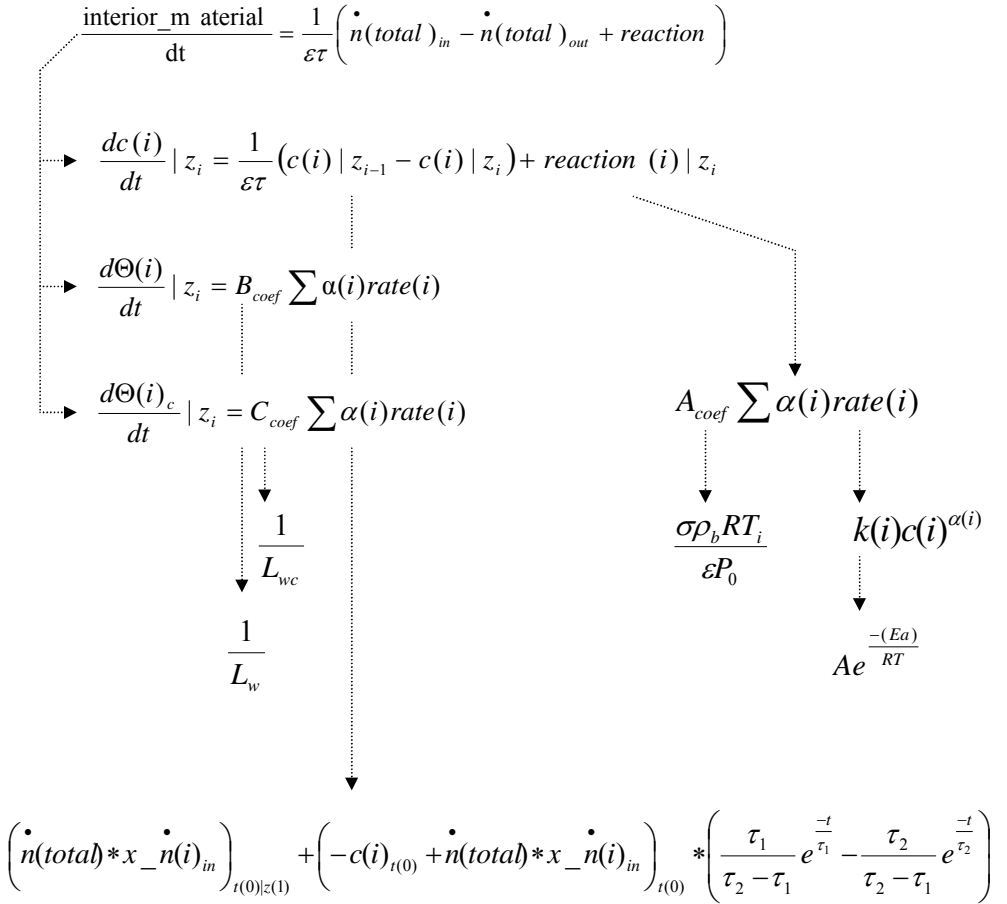 interior_m aterial/dt = 1/ετ ( ṅ(total)_in − ṅ(total)_out + reaction )
dc(i)/dt | z_i = 1/ετ (c(i) | z_{i−1} − c(i) | z_i) + reaction (i) | z_i
dΘ(i)/dt | z_i = B_coef ∑ α(i)rate(i)
dΘ(i)_c/dt | z_i = C_coef ∑ α(i)rate(i)
A_coef ∑ α(i)rate(i)
1/L_wc
σρ_b RT_i/εP_0
k(i)c(i)^α(i)
1/L_w
Ae^(−(Ea)/RT)
(ṅ(total)*x_ṅ(i)_in)_t(0)|z(1) + (−c(i)_t(0) + ṅ(total)*x_ṅ(i)_in)_t(0) * (τ_1/(τ_2−τ_1) e^(−t/τ_1) − τ_2/(τ_2−τ_1) e^(−t/τ_2))